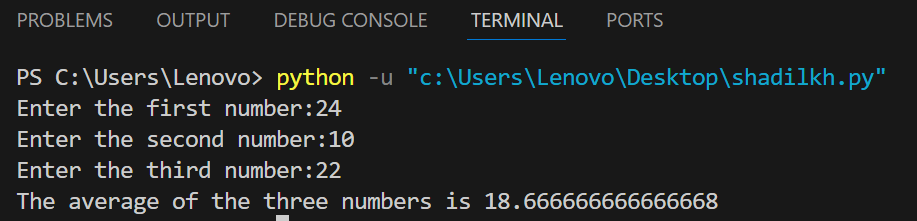 PROBLEMS OUTPUT DEBUG CONSOLE TERMINAL PORTS
PS C:\Users\Lenovo> python -u "c:\Users\Lenovo\Desktop\shadilkh.py"
Enter the first number:24
Enter the second number:10
Enter the third number:22
The average of the three numbers is 18.666666666666668